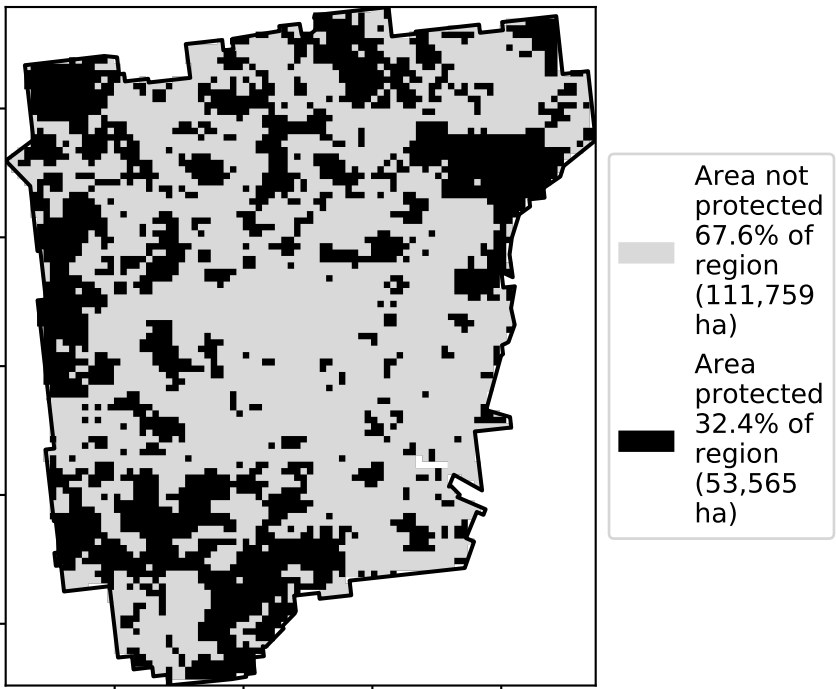 Area not
protected
67.6% of
region
(111,759
ha)
Area
protected
32.4% of
region
(53,565
ha)